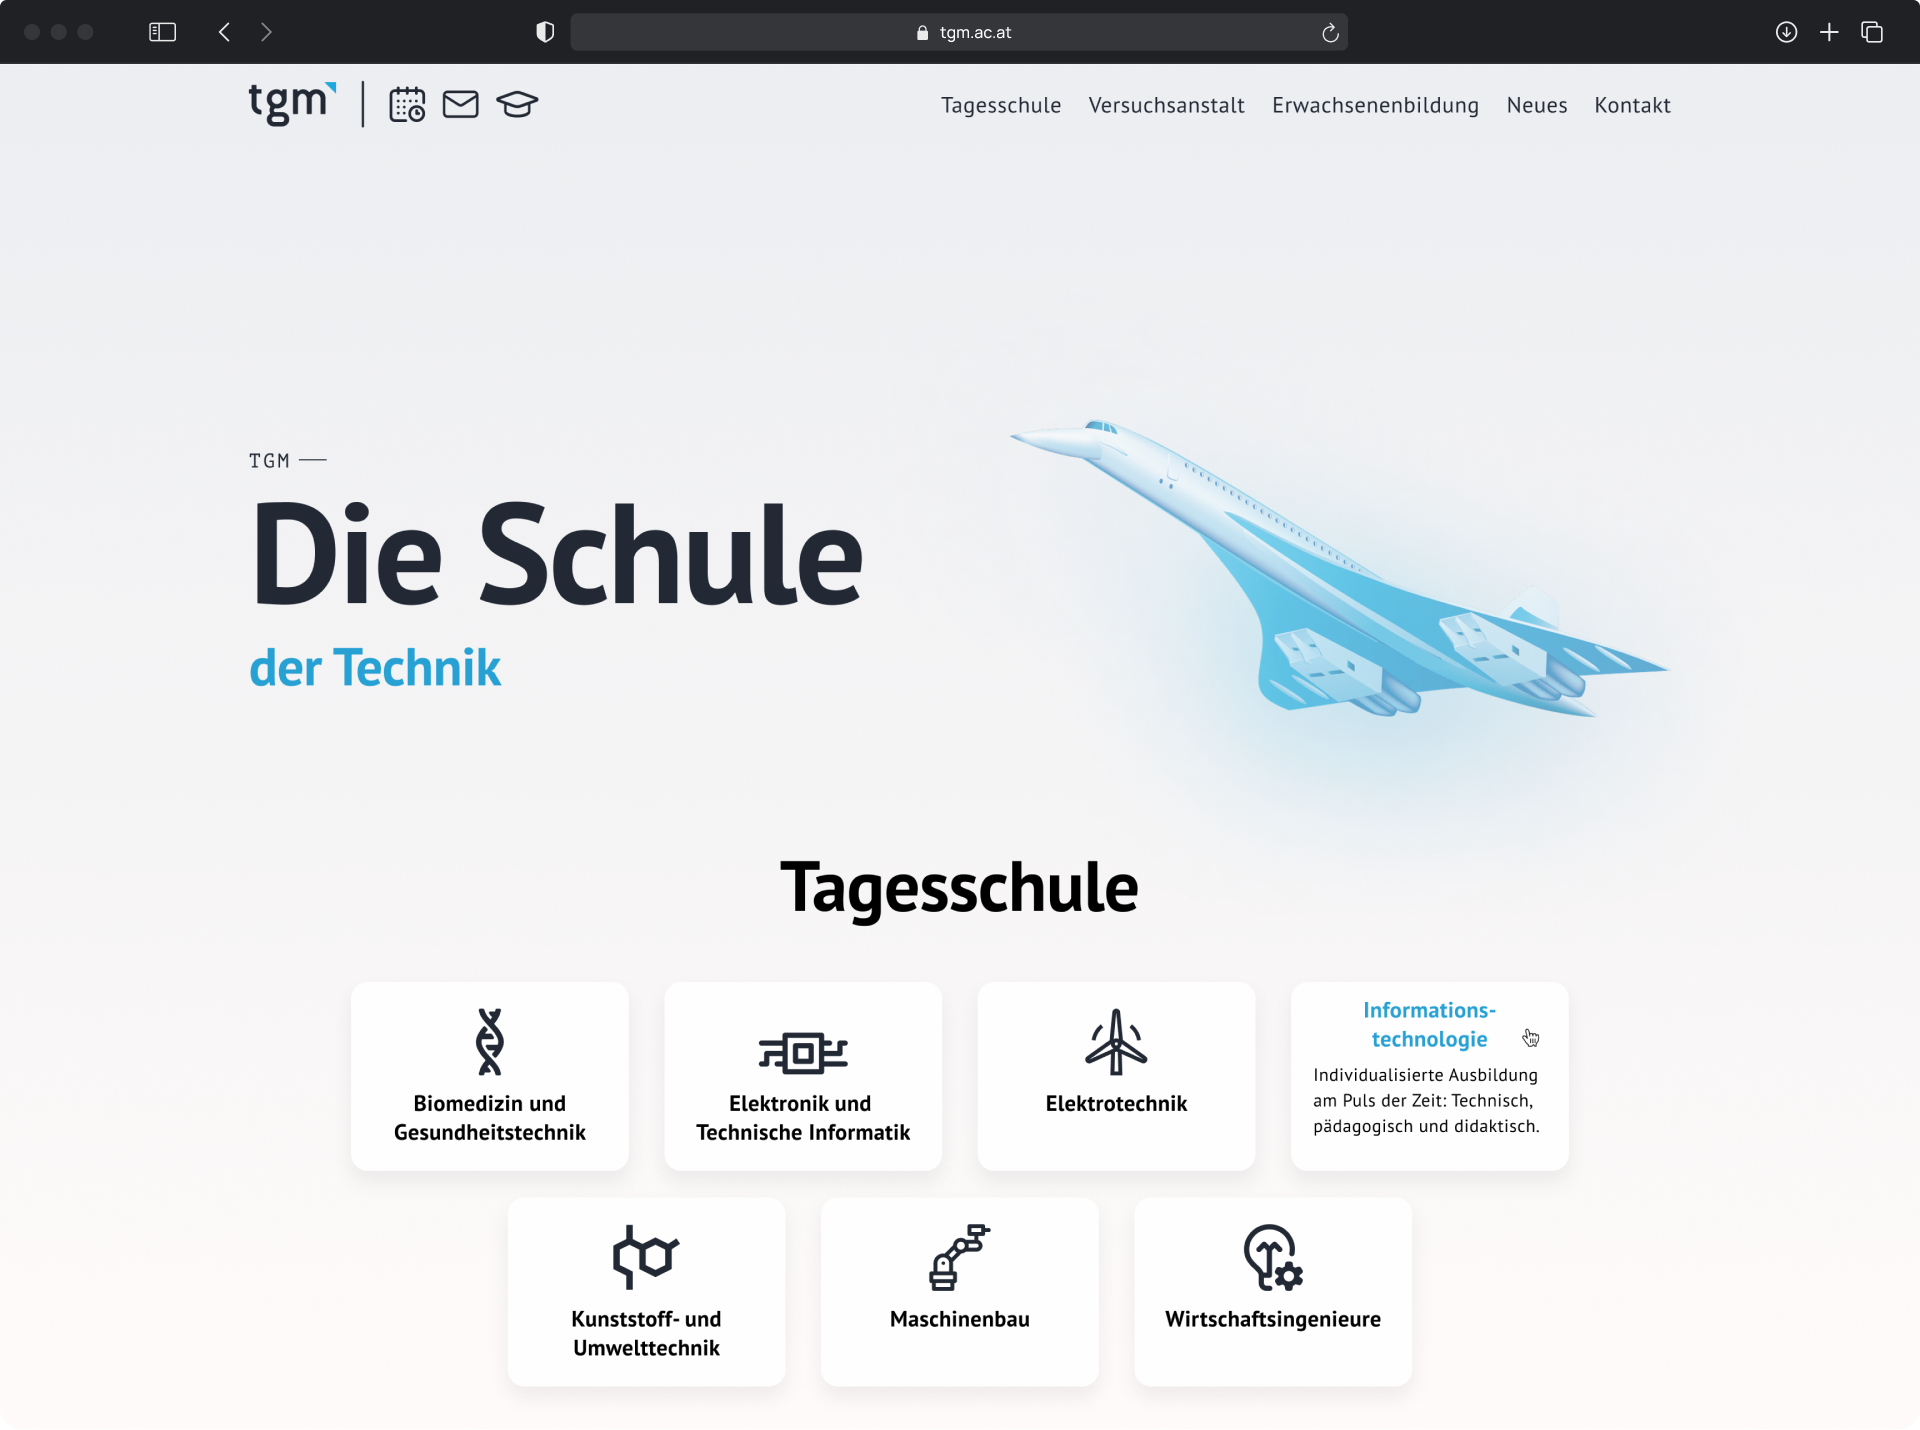 tgm.ac.at
tgm
Tagesschule Versuchsanstalt Erwachsenenbildung Neues Kontakt
TGM
Die Schule
der Technik
Tagesschule
Biomedizin und
Gesundheitstechnik
Elektronik und
Technische Informatik
Elektrotechnik
Informations-
technologie
Individualisierte Ausbildung
am Puls der Zeit: Technisch,
pädagogisch und didaktisch.
Kunststoff- und
Umwelttechnik
Maschinenbau
Wirtschaftsingenieure